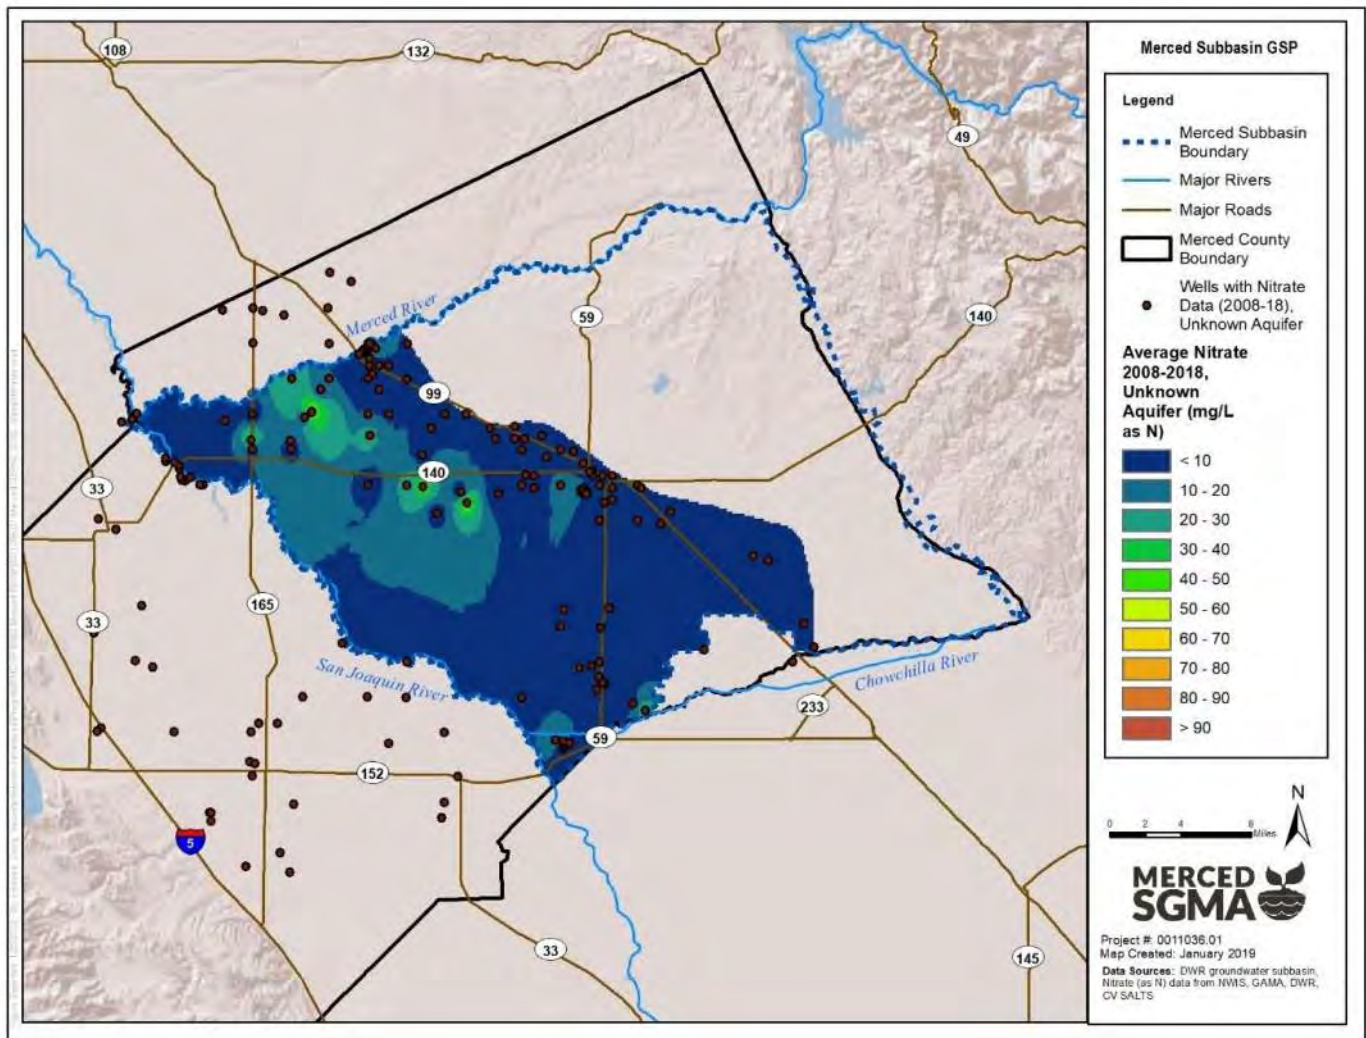 108
132
49
Merced River
59
140
99
140
33
165
33
San Joaquin River
Chowchilla River
233
59
152
5
33
145
Merced Subbasin GSP
Legend
Merced Subbasin
Boundary
Major Rivers
Major Roads
Merced County
Boundary
Wells with Nitrate
Data (2008-18),
Unknown Aquifer
Average Nitrate
2008-2018,
Unknown
Aquifer (mg/L
as N)
< 10
10 - 20
20 - 30
30 - 40
40 - 50
50 - 60
60 - 70
70 - 80
80 - 90
> 90
N
0 2 4 8
Miles
MERCED
SGMA
Project #: 0011036.01
Map Created: January 2019
Data Sources: DWR groundwater subbasin,
Nitrate (as N) data from NWIS, GAMA, DWR,
CV SALTS